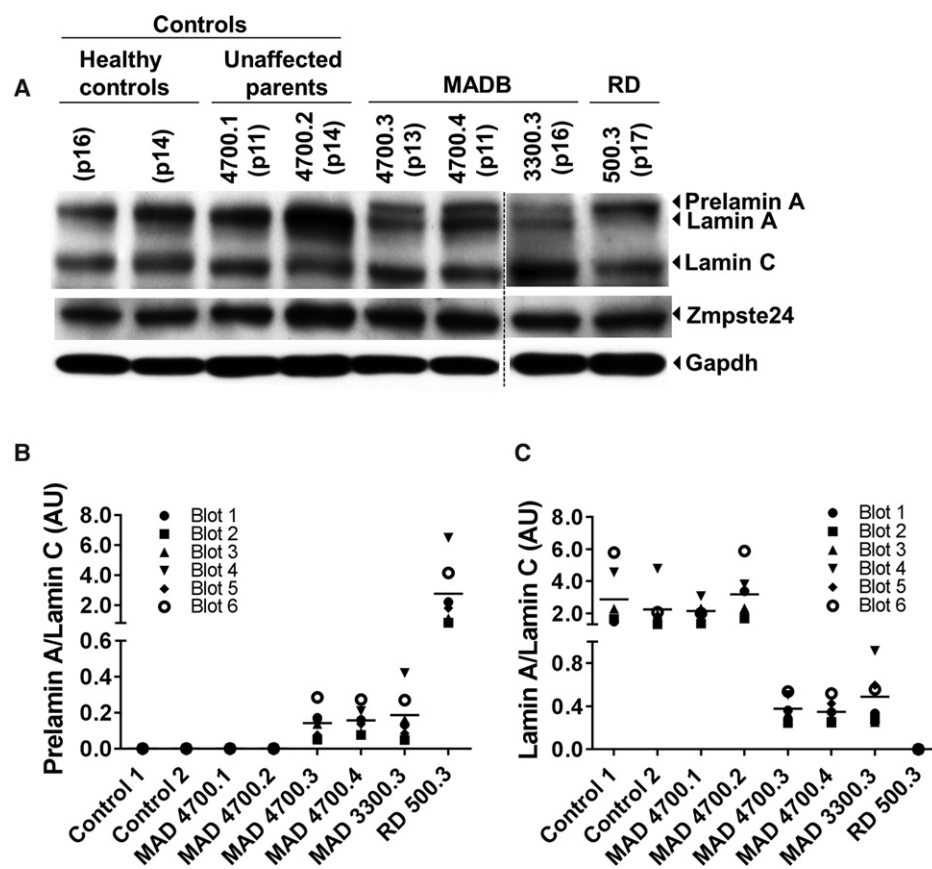 Controls
Healthy controls
Unaffected parents
MADB
RD
A
(p16)
(p14)
4700.1 (p11)
4700.2 (p14)
4700.3 (p13)
4700.4 (p11)
3300.3 (p16)
500.3 (p17)
Prelamin A
Lamin A
Lamin C
Zmpste24
Gapdh
B
Prelamin A/Lamin C (AU)
8.0
6.0
4.0
2.0
0.6
0.4
0.2
0.0
Blot 1
Blot 2
Blot 3
Blot 4
Blot 5
Blot 6
Control 1
Control 2
MAD 4700.1
MAD 4700.2
MAD 4700.3
MAD 4700.4
MAD 3300.3
RD 500.3
C
Lamin A/Lamin C (AU)
8.0
6.0
4.0
2.0
0.8
0.4
0.0
Blot 1
Blot 2
Blot 3
Blot 4
Blot 5
Blot 6
Control 1
Control 2
MAD 4700.1
MAD 4700.2
MAD 4700.3
MAD 4700.4
MAD 3300.3
RD 500.3